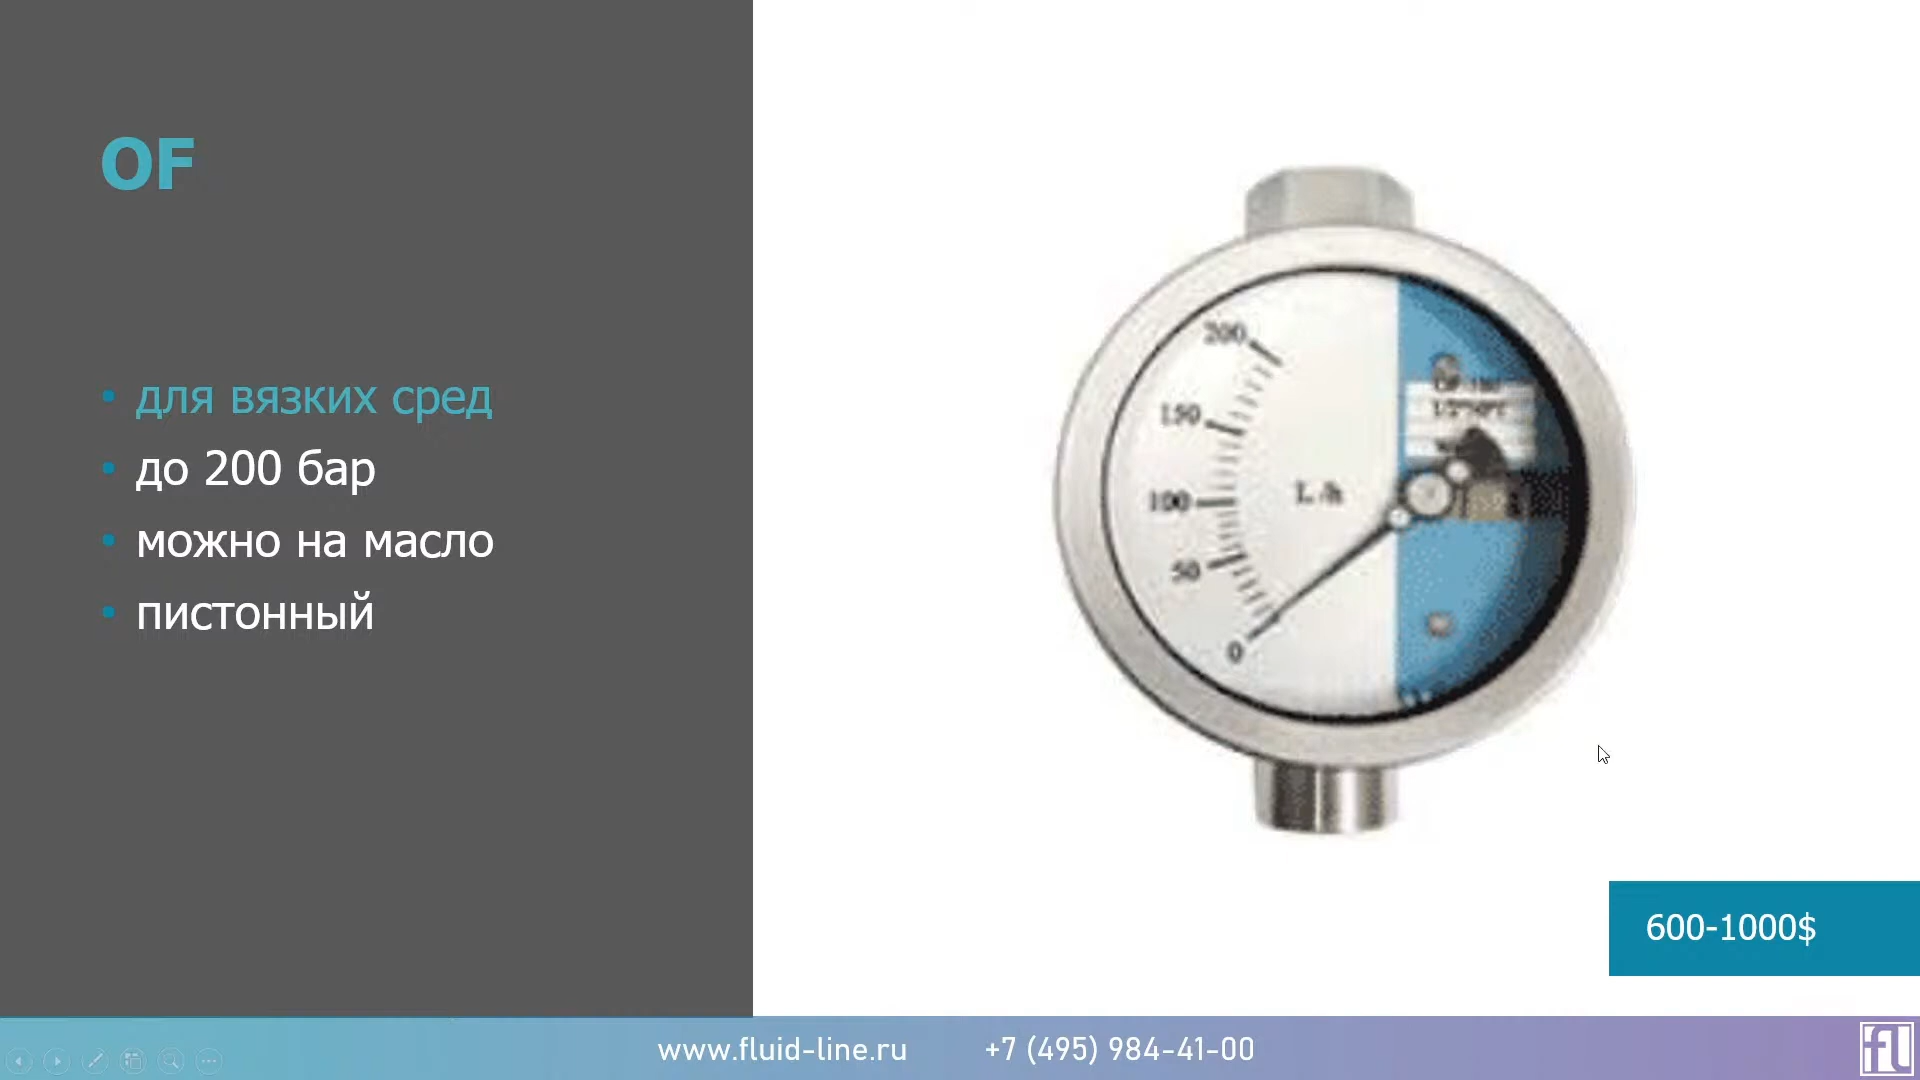 OF
• для вязких сред
• до 200 бар
• можно на масло
• пистонный
200
150
100
50
0
L/h
600-1000$
www.fluid-line.ru +7 (495) 984-41-00
fl